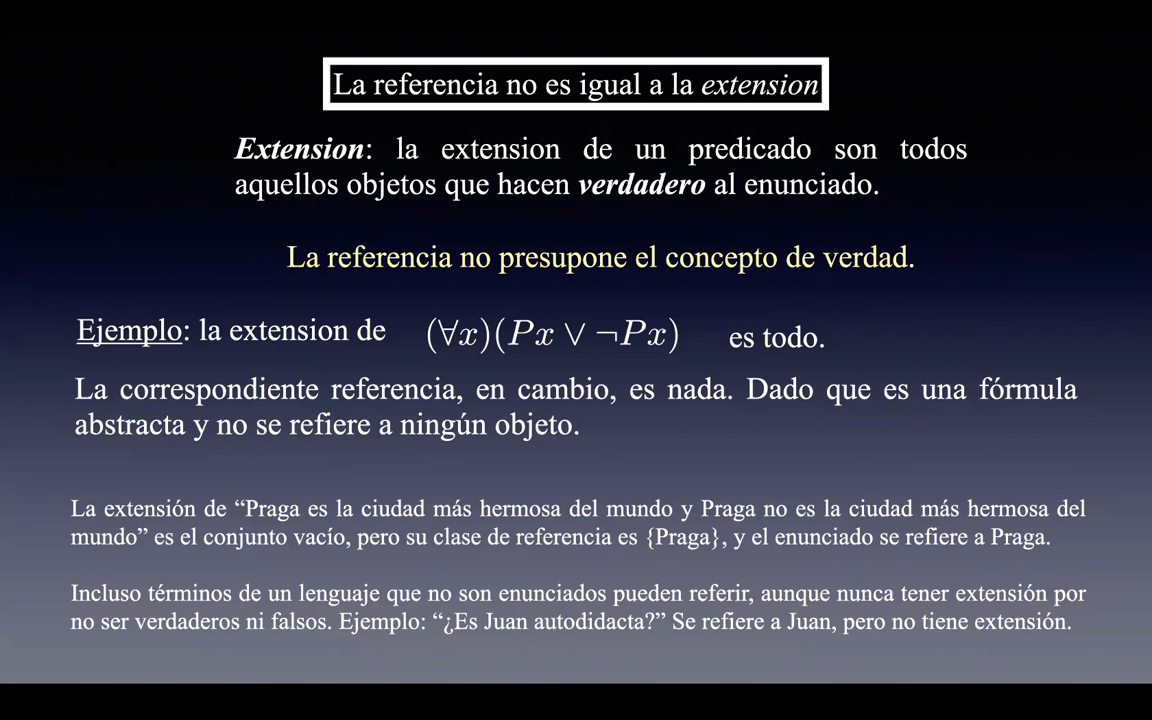 La referencia no es igual a la extension
Extension: la extension de un predicado son todos
aquellos objetos que hacen verdadero al enunciado.
La referencia no presupone el concepto de verdad.
Ejemplo: la extension de (∀x)(Px ∨ ¬Px) es todo.
La correspondiente referencia, en cambio, es nada. Dado que es una fórmula
abstracta y no se refiere a ningún objeto.
La extensión de “Praga es la ciudad más hermosa del mundo y Praga no es la ciudad más hermosa del
mundo” es el conjunto vacío, pero su clase de referencia es {Praga}, y el enunciado se refiere a Praga.
Incluso términos de un lenguaje que no son enunciados pueden referir, aunque nunca tener extensión por
no ser verdaderos ni falsos. Ejemplo: “¿Es Juan autodidacta?” Se refiere a Juan, pero no tiene extensión.